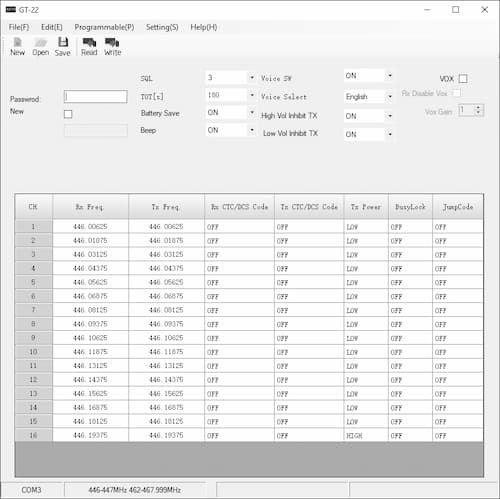 GT-22
File(F) Edit(E) Programmable(P) Setting(S) Help(H)
New Open Save Read Write
SQL 3 Voice SW ON VOX
Passwrod: TOT[s] 180 Voice Select English Rx Disable Vox
New Battery Save ON High Vol Inhibit TX ON Vox Gain 1
Beep ON Low Vol Inhibit TX ON
CH Rx Freq. Tx Freq. Rx CTC/DCS Code Tx CTC/DCS Code Tx Power BusyLock JumpCode
1 446.00625 446.00625 OFF OFF LOW OFF OFF
2 446.01875 446.01875 OFF OFF LOW OFF OFF
3 446.03125 446.03125 OFF OFF LOW OFF OFF
4 446.04375 446.04375 OFF OFF LOW OFF OFF
5 446.05625 446.05625 OFF OFF LOW OFF OFF
6 446.06875 446.06875 OFF OFF LOW OFF OFF
7 446.08125 446.08125 OFF OFF LOW OFF OFF
8 446.09375 446.09375 OFF OFF LOW OFF OFF
9 446.10625 446.10625 OFF OFF LOW OFF OFF
10 446.11875 446.11875 OFF OFF LOW OFF OFF
11 446.13125 446.13125 OFF OFF LOW OFF OFF
12 446.14375 446.14375 OFF OFF LOW OFF OFF
13 446.15625 446.15625 OFF OFF LOW OFF OFF
14 446.16875 446.16875 OFF OFF LOW OFF OFF
15 446.18125 446.18125 OFF OFF LOW OFF OFF
16 446.19375 446.19375 OFF OFF HIGH OFF OFF
COM3 446-447MHz 462-467.999MHz